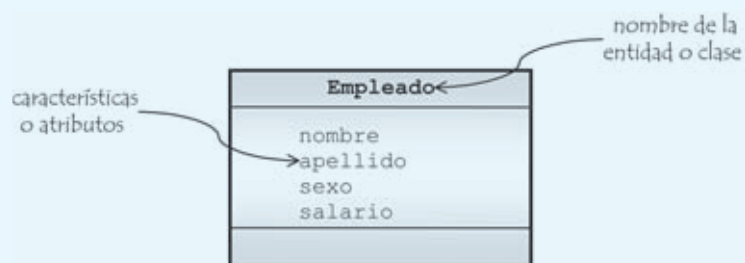 nombre de la
entidad o clase
Empleado
características
o atributos
nombre
apellido
sexo
salario